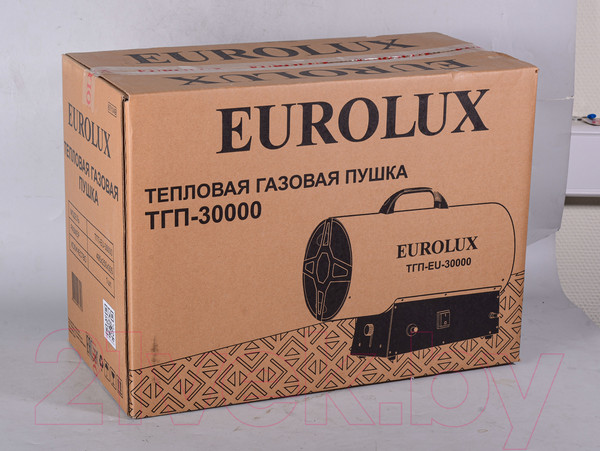 EUROLUX
EUROLUX
ТЕПЛОВАЯ ГАЗОВАЯ ПУШКА
ТГП-30000
EUROLUX
ТГП-EU-30000
EUROLUX
ТЕПЛОВАЯ ГАЗОВАЯ
ПУШКА
21vek.by